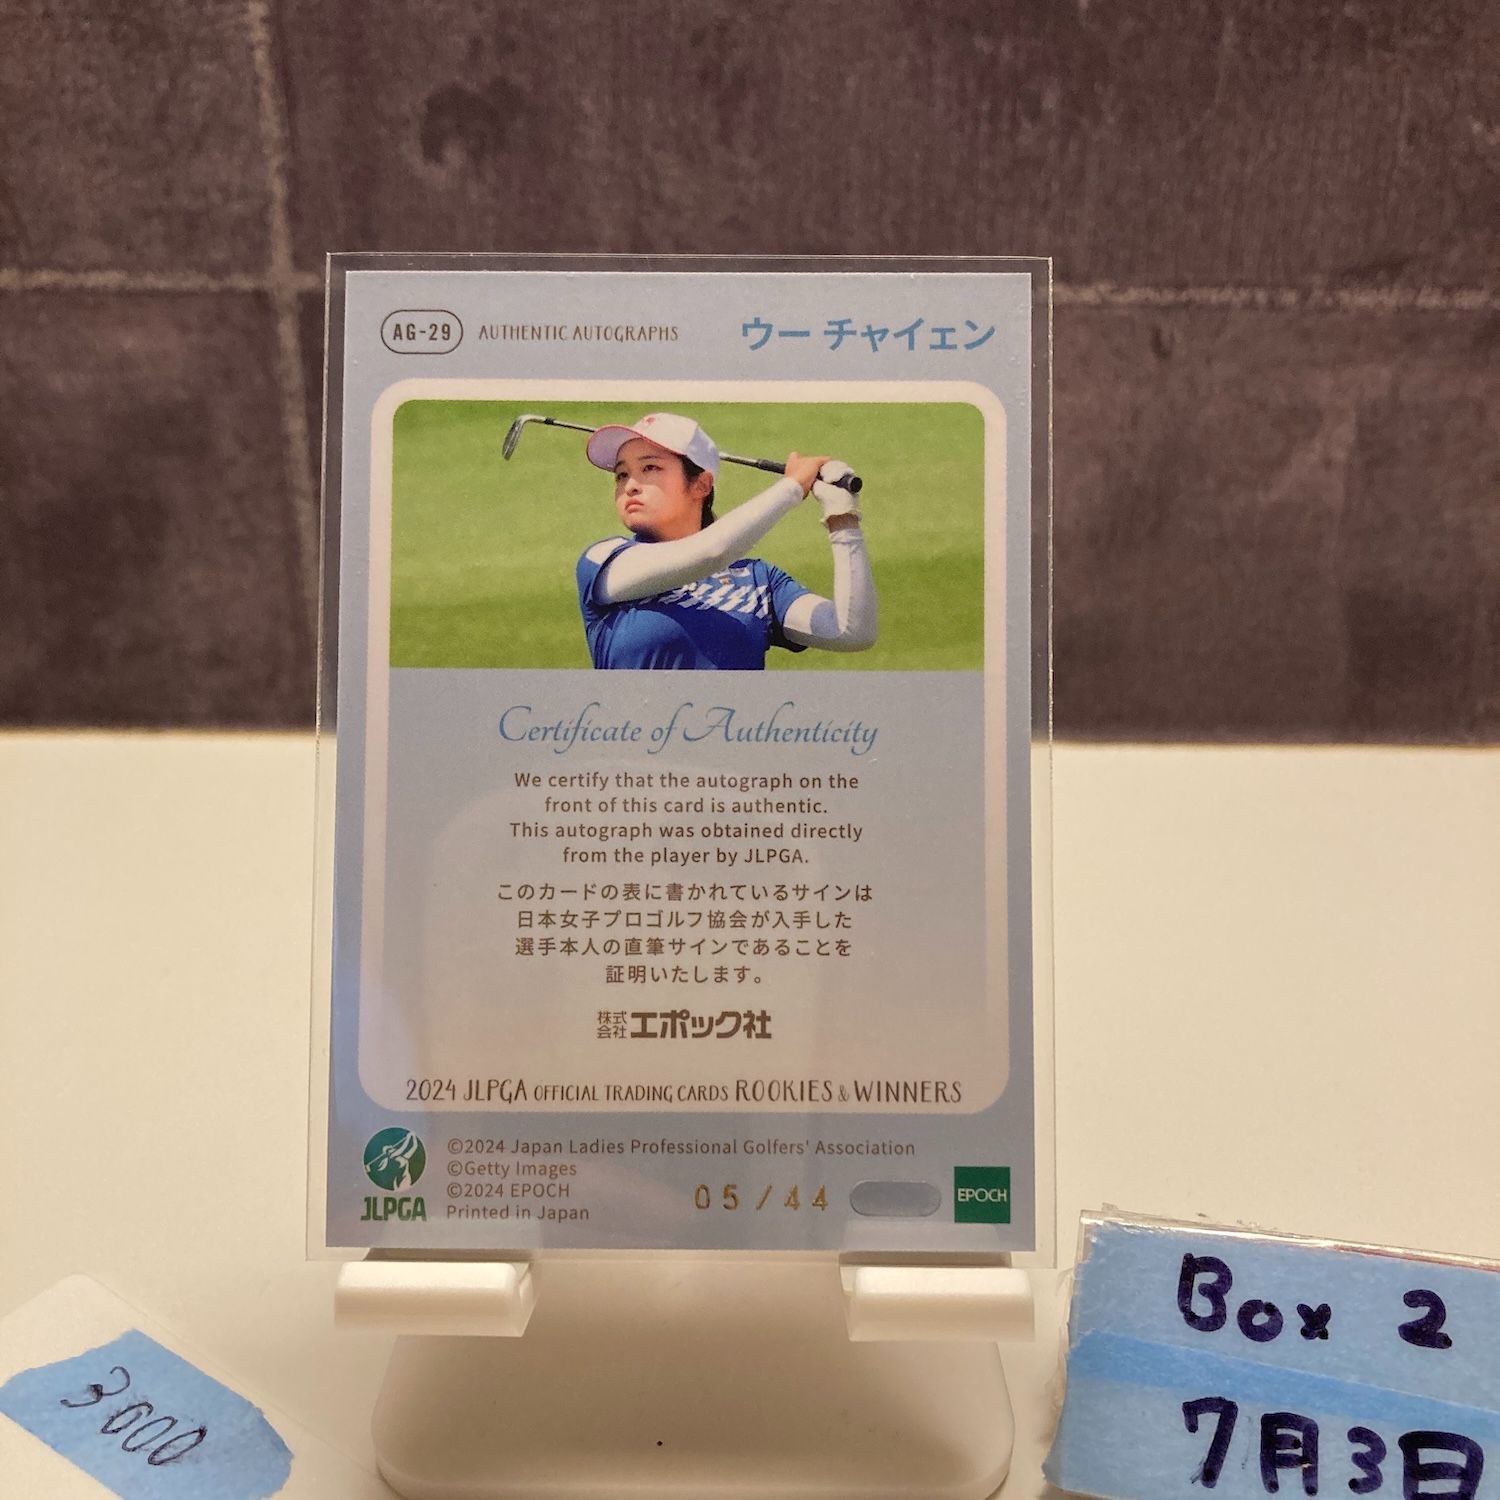 AG-29 AUTHENTIC AUTOGRAPHS ウー チャイェン
Certificate of Authenticity
We certify that the autograph on the
front of this card is authentic.
This autograph was obtained directly
from the player by JLPGA.
このカードの表に書かれているサインは
日本女子プロゴルフ協会が入手した
選手本人の直筆サインであることを
証明いたします。
株式会社エポック社
2024 JLPGA OFFICIAL TRADING CARDS ROOKIES & WINNERS
©2024 Japan Ladies Professional Golfers' Association
©Getty Images
©2024 EPOCH
Printed in Japan
JLPGA
05/44
EPOCH
3000
Box 2
7月3日